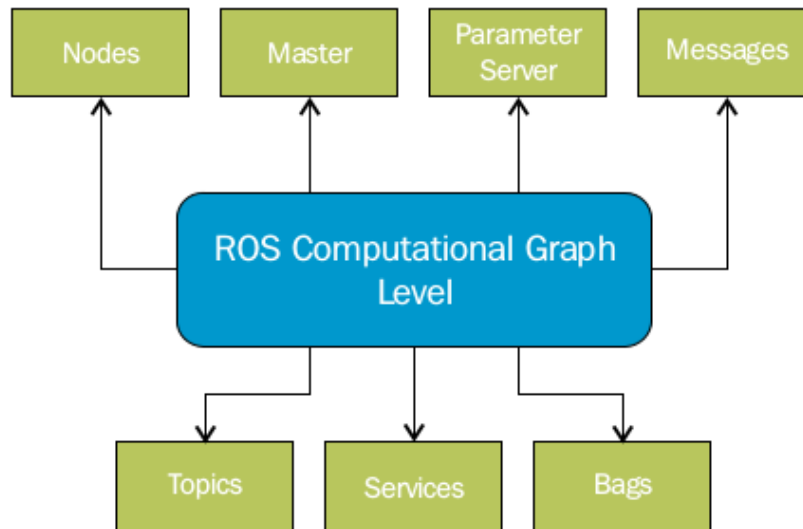 Nodes
Master
Parameter
Server
Messages
ROS Computational Graph
Level
Topics
Services
Bags